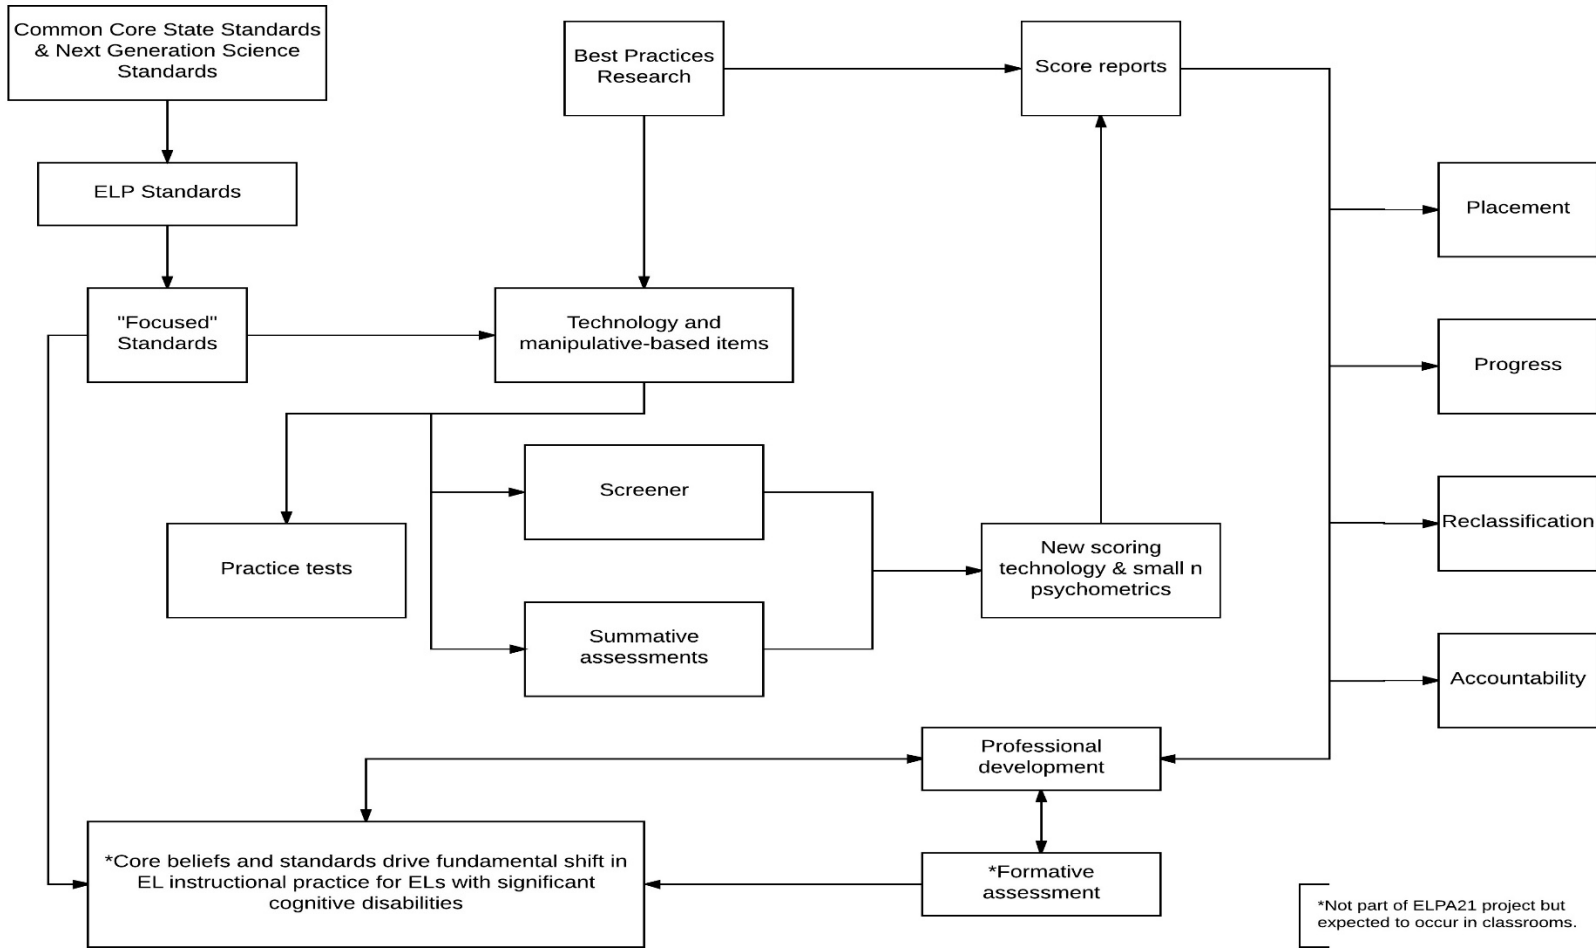 Common Core State Standards
& Next Generation Science
Standards
Best Practices
Research
Score reports
ELP Standards
Placement
"Focused"
Standards
Technology and
manipulative-based items
Progress
Screener
Reclassification
Practice tests
New scoring
technology & small n
psychometrics
Summative
assessments
Accountability
Professional
development
*Core beliefs and standards drive fundamental shift in
EL instructional practice for ELs with significant
cognitive disabilities
*Formative
assessment
*Not part of ELPA21 project but
expected to occur in classrooms.